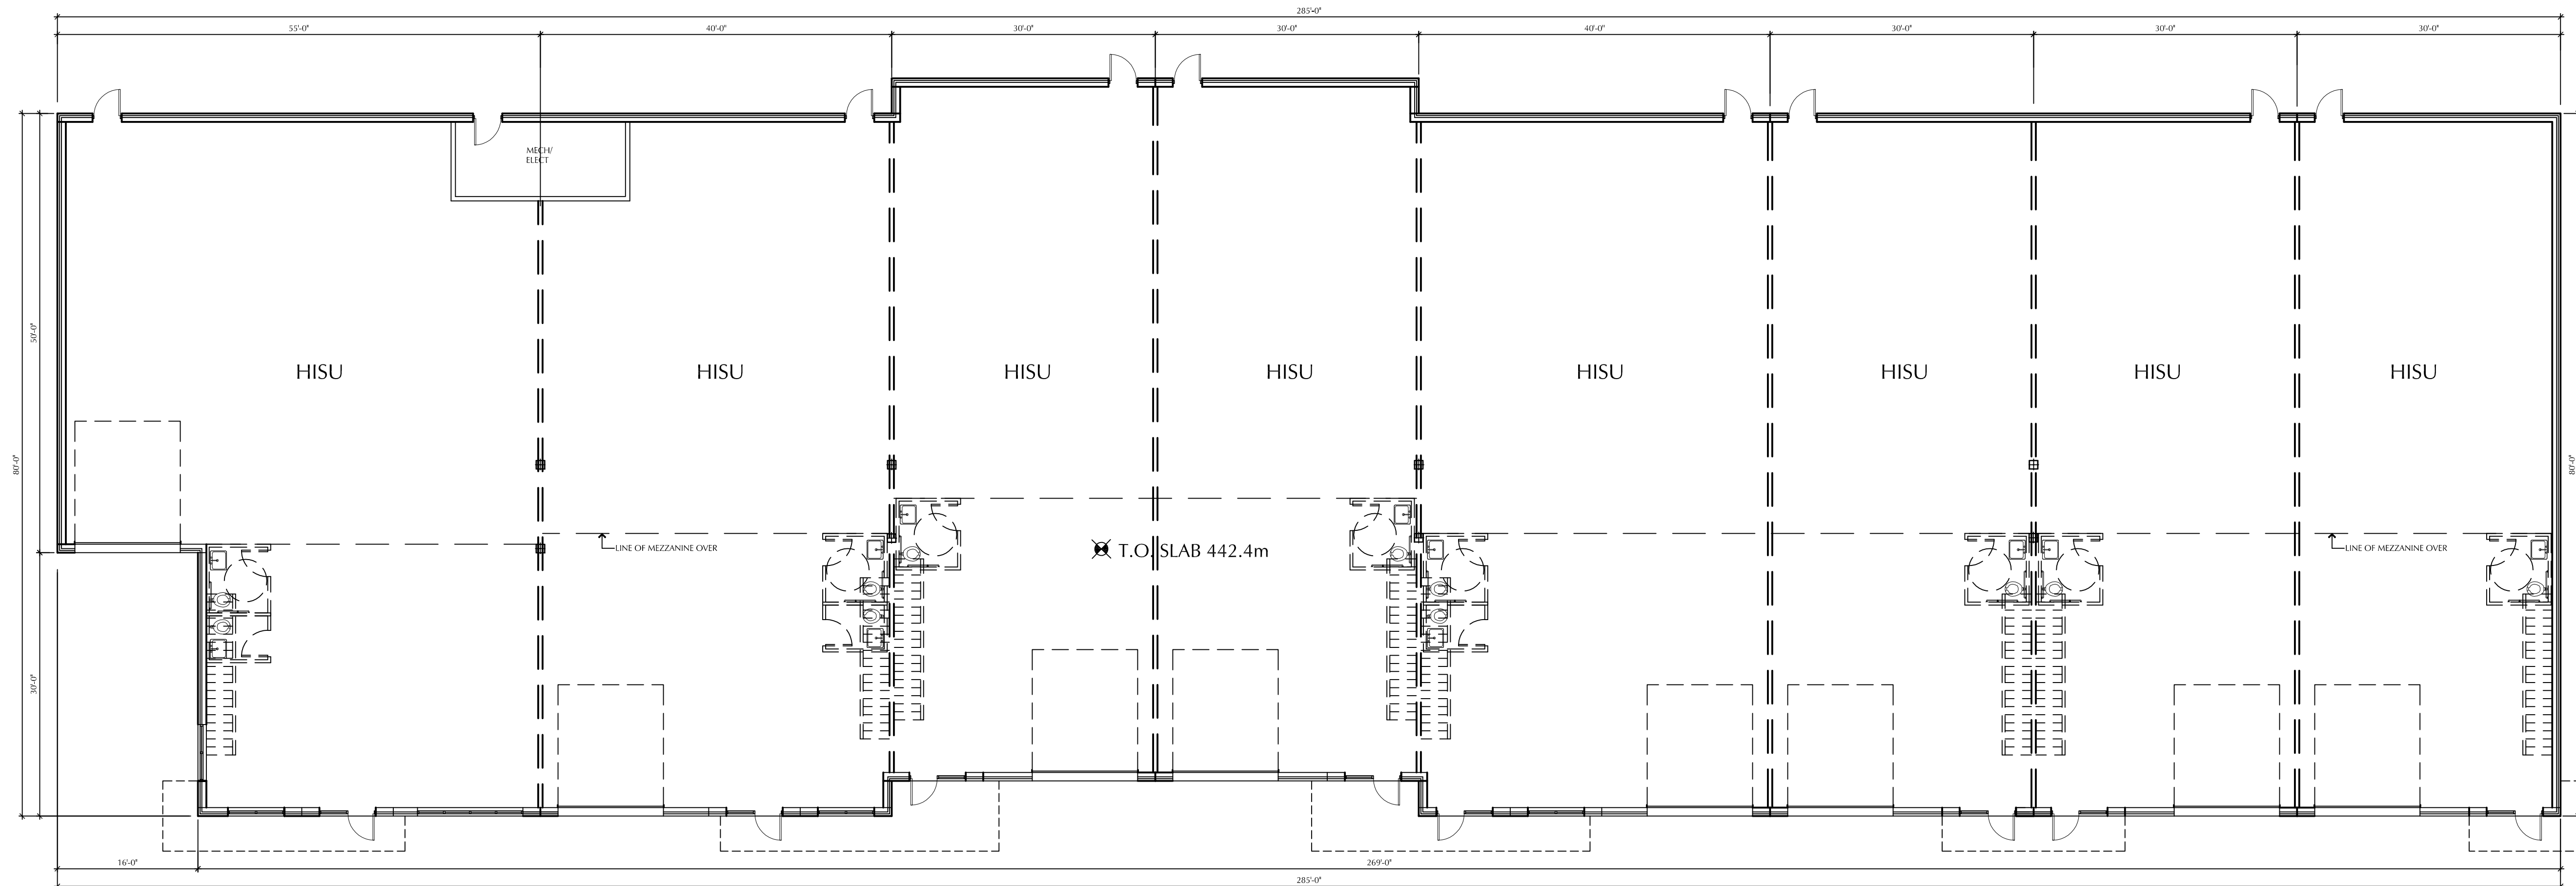 285'-0"
55'-0" 40'-0" 30'-0" 30'-0" 40'-0" 30'-0" 30'-0" 30'-0"
MECH/
ELECT
50'-0"
HISU HISU HISU HISU HISU HISU HISU HISU
80'-0"
80'-0"
LINE OF MEZZANINE OVER
T.O. SLAB 442.4m
LINE OF MEZZANINE OVER
30'-0"
16'-0" 269'-0"
285'-0"